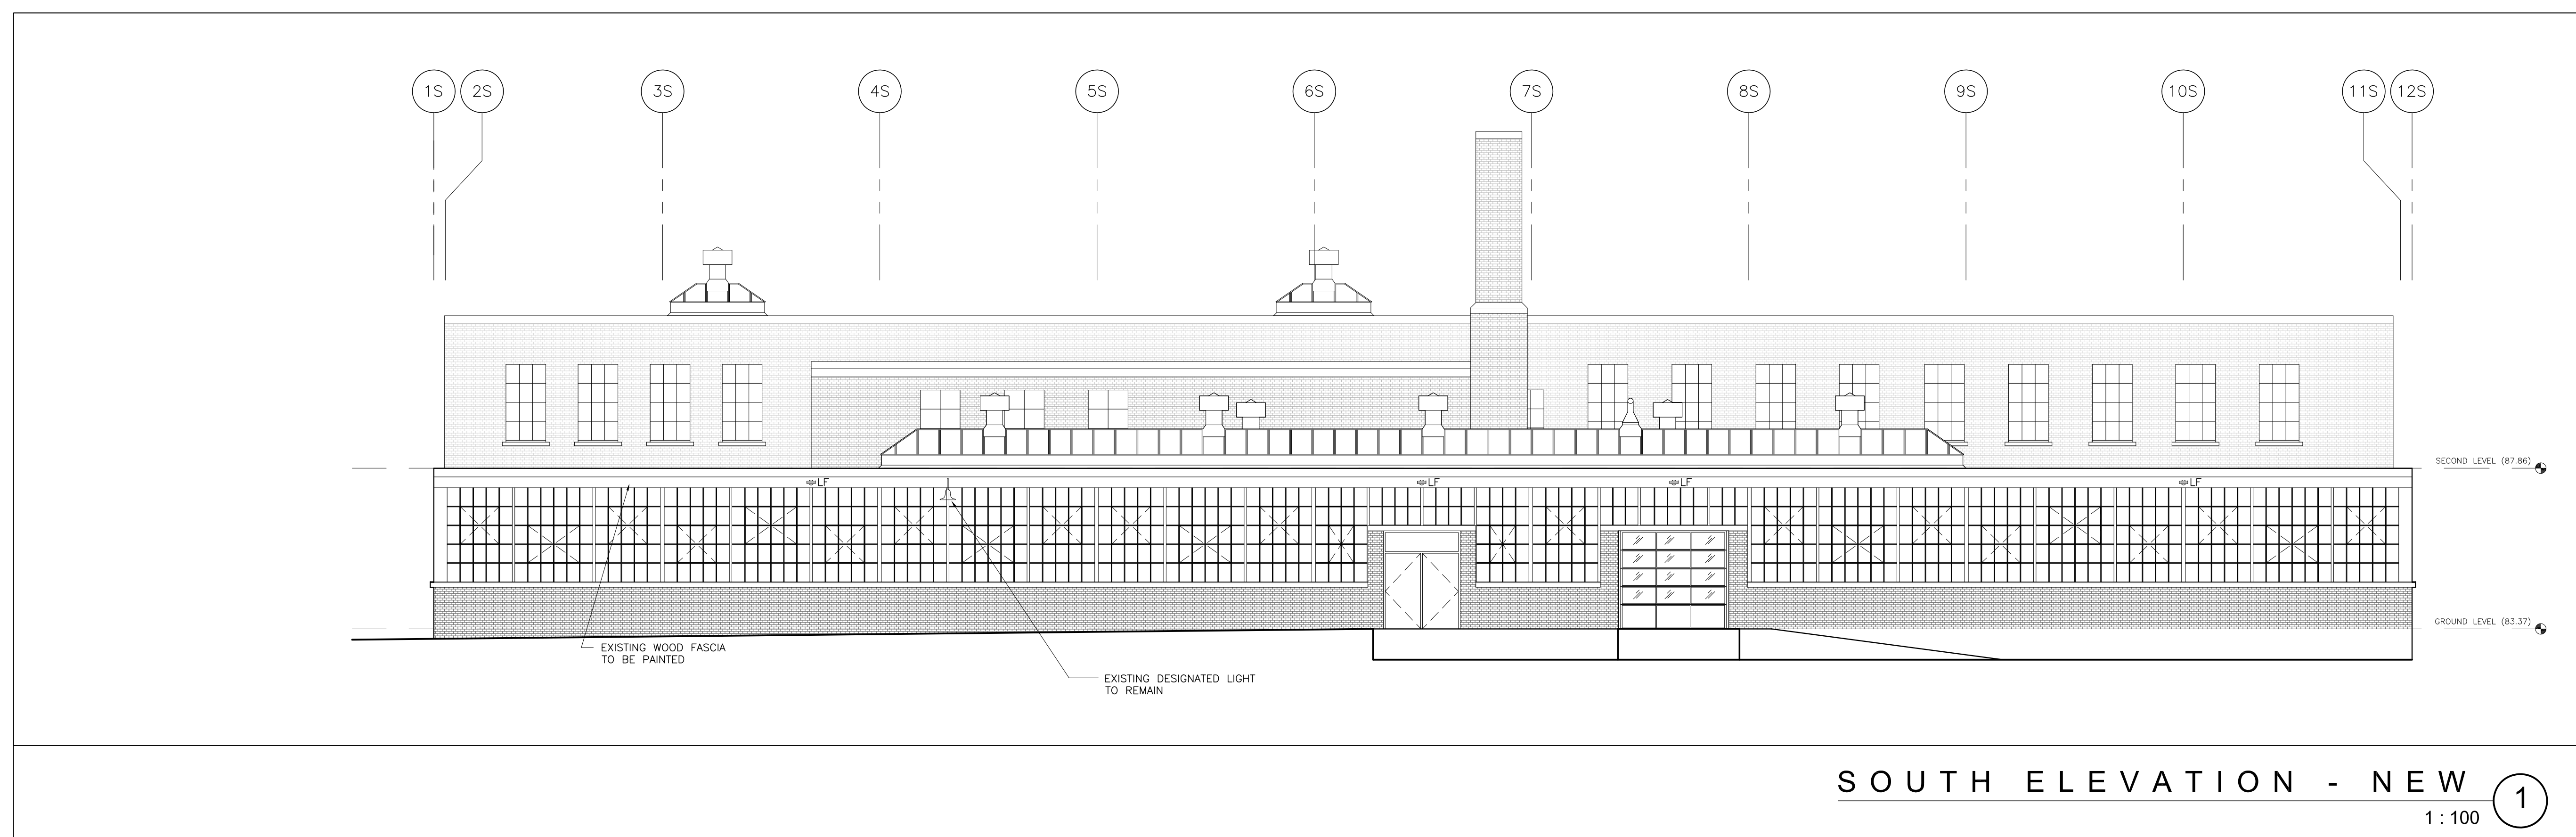 1S 2S 3S 4S 5S 6S 7S 8S 9S 10S 11S 12S
SECOND LEVEL (87.86)
LF LF LF LF
GROUND LEVEL (83.37)
EXISTING WOOD FASCIA
TO BE PAINTED
EXISTING DESIGNATED LIGHT
TO REMAIN
SOUTH ELEVATION - NEW 1
1 : 100